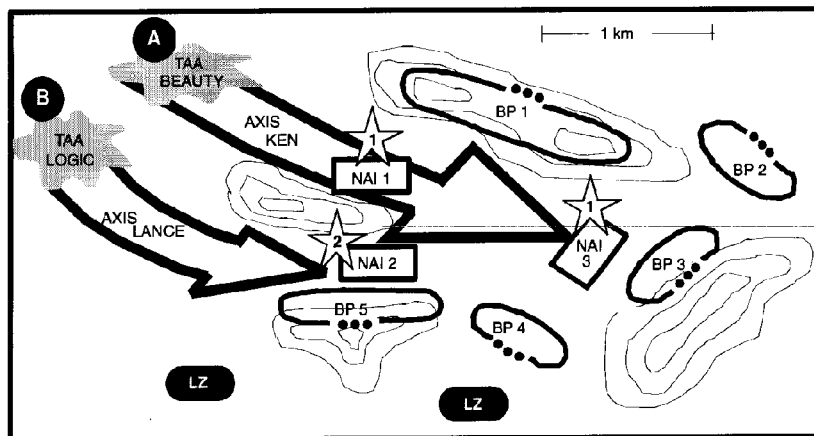 A
TAA
BEAUTY
1 km
B
TAA
LOGIC
AXIS
KEN
1
NAI 1
BP 1
BP 2
AXIS
LANCE
1
NAI
3
2
NAI 2
BP 3
BP 5
BP 4
LZ
LZ